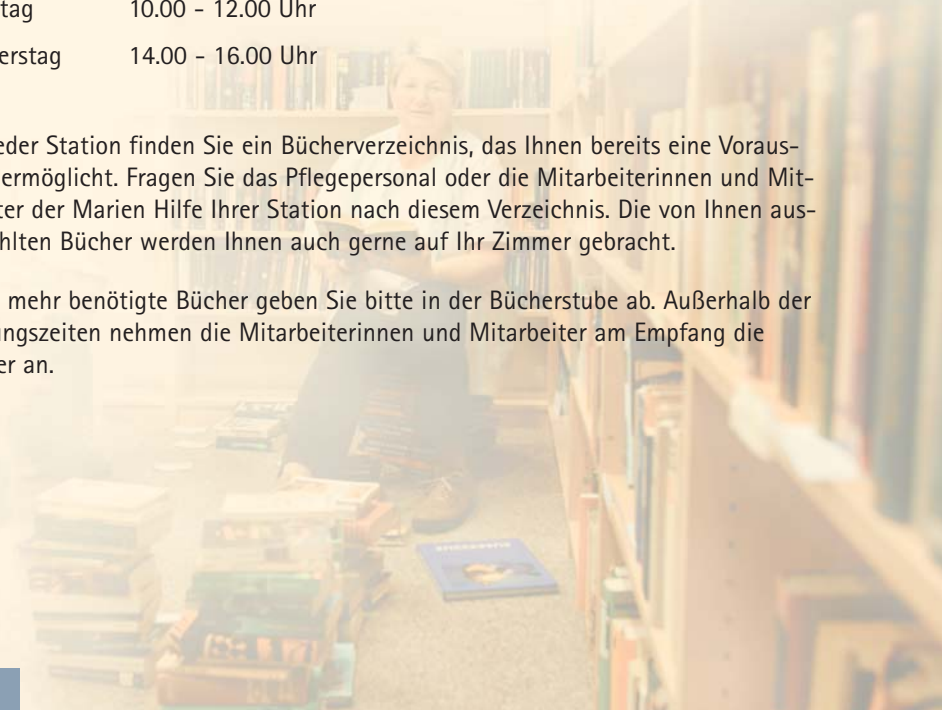 tag 10.00 - 12.00 Uhr
erstag 14.00 - 16.00 Uhr
eder Station finden Sie ein Bücherverzeichnis, das Ihnen bereits eine Voraus-
ermöglicht. Fragen Sie das Pflegepersonal oder die Mitarbeiterinnen und Mit-
ter der Marien Hilfe Ihrer Station nach diesem Verzeichnis. Die von Ihnen aus-
hlten Bücher werden Ihnen auch gerne auf Ihr Zimmer gebracht.
mehr benötigte Bücher geben Sie bitte in der Bücherstube ab. Außerhalb der
ungszeiten nehmen die Mitarbeiterinnen und Mitarbeiter am Empfang die
er an.